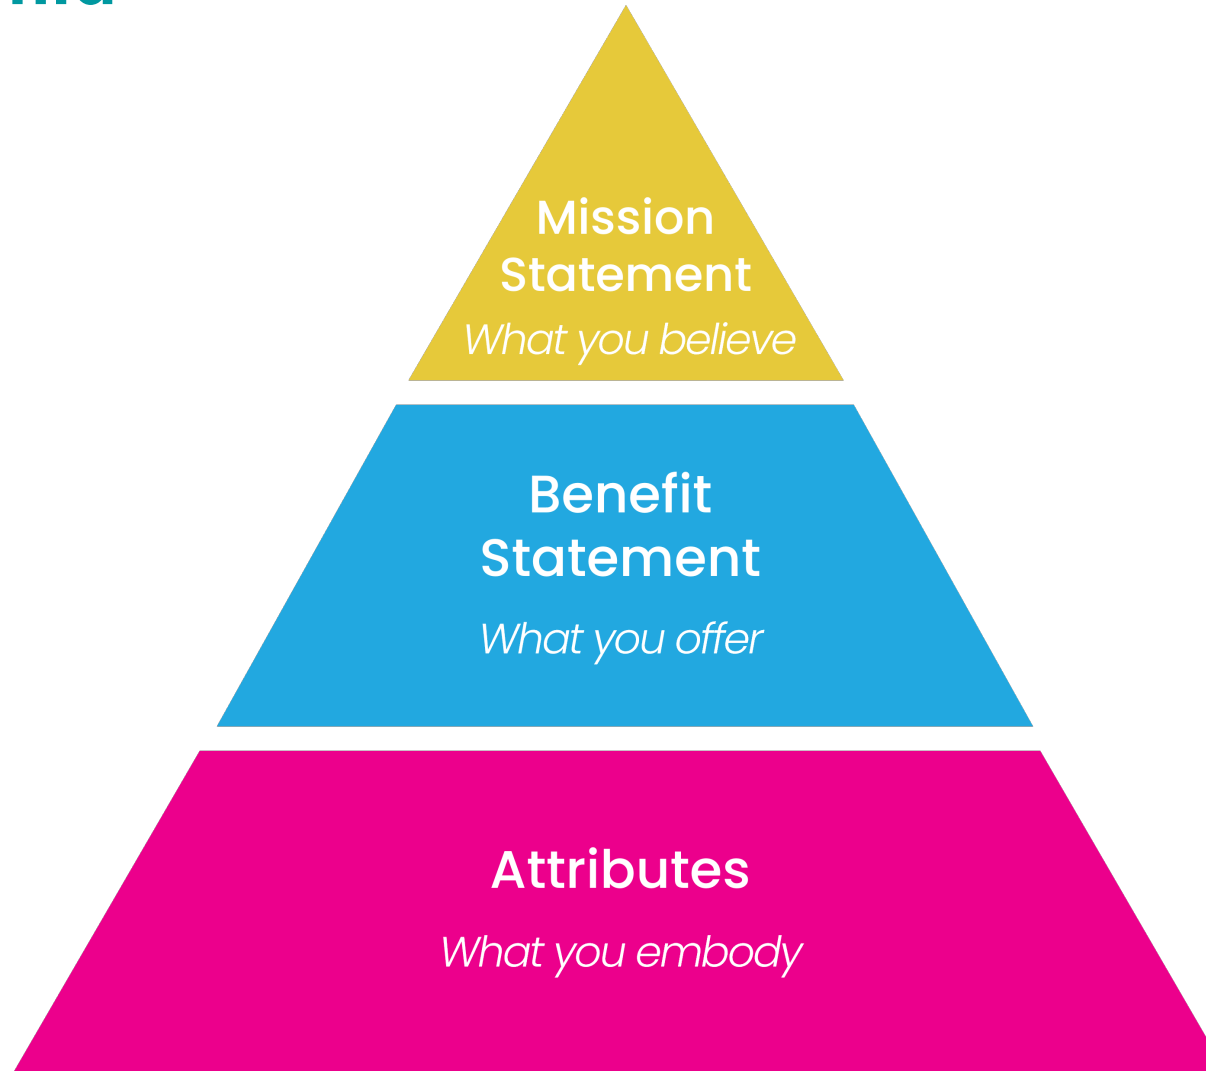 Mission
Statement
What you believe
Benefit
Statement
What you offer
Attributes
What you embody